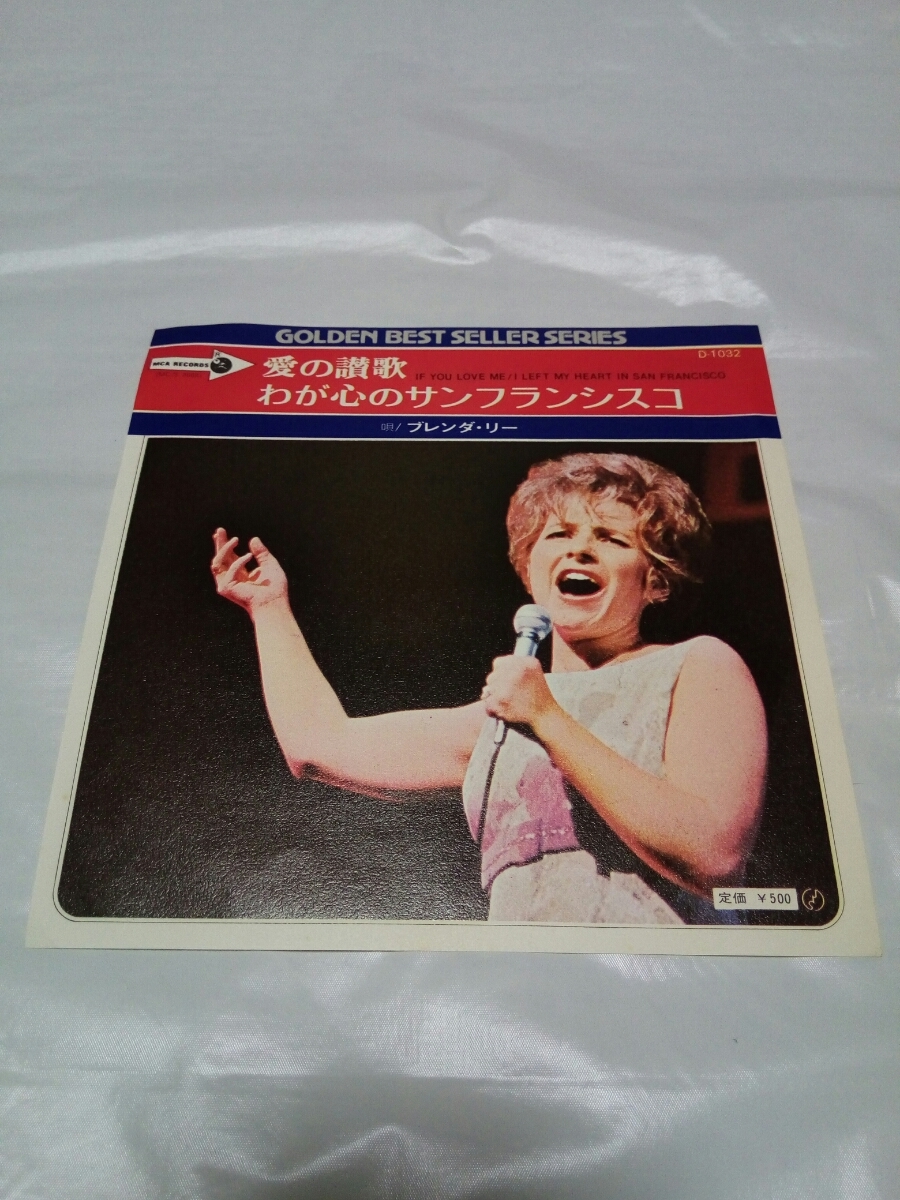 GOLDEN BEST SELLER SERIES
D-1032
MCA RECORDS
愛の讃歌 IF YOU LOVE ME/I LEFT MY HEART IN SAN FRANCISCO
わが心のサンフランシスコ
唄/ ブレンダ・リー
定価 ¥500